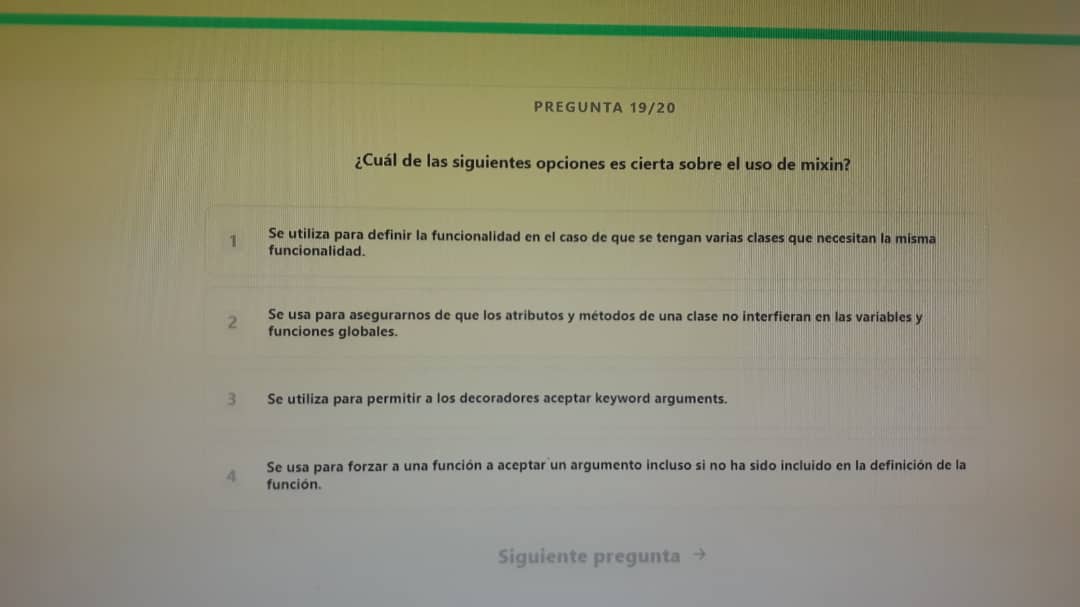 PREGUNTA 19/20
¿Cuál de las siguientes opciones es cierta sobre el uso de mixin?
1
Se utiliza para definir la funcionalidad en el caso de que se tengan varias clases que necesitan la misma
funcionalidad.
2
Se usa para asegurarnos de que los atributos y métodos de una clase no interfieran en las variables y
funciones globales.
3
Se utiliza para permitir a los decoradores aceptar keyword arguments.
4
Se usa para forzar a una función a aceptar un argumento incluso si no ha sido incluido en la definición de la
función.
Siguiente pregunta →